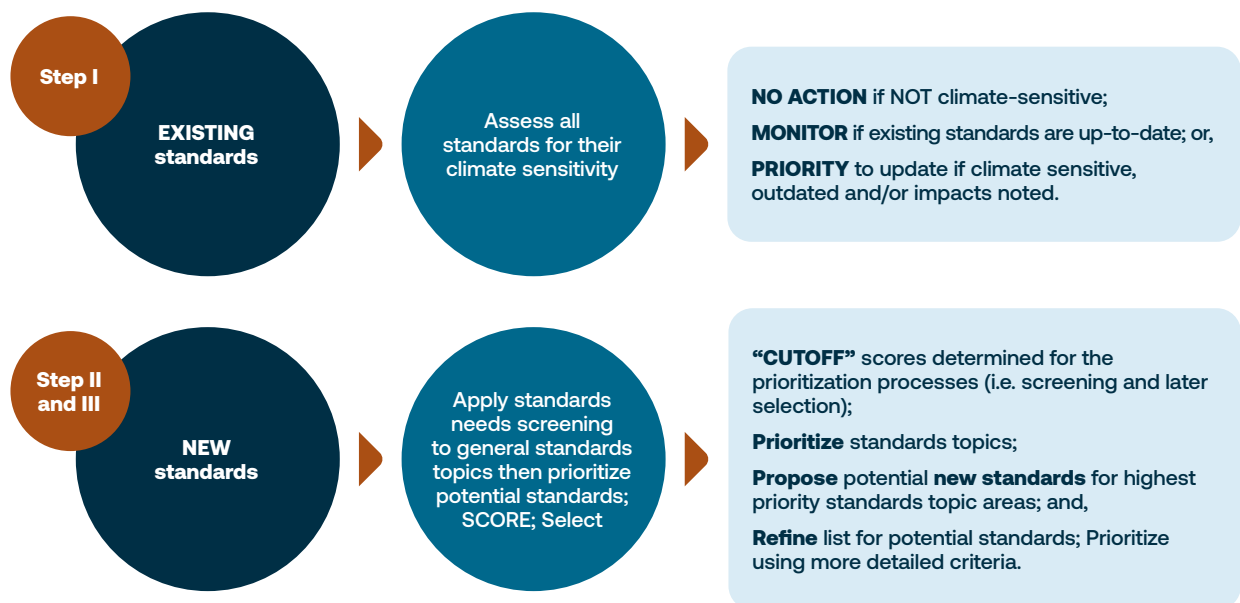 Step I
EXISTING
standards
Assess all
standards for their
climate sensitivity
NO ACTION if NOT climate-sensitive;
MONITOR if existing standards are up-to-date; or,
PRIORITY to update if climate sensitive,
outdated and/or impacts noted.
Step II
and III
NEW
standards
Apply standards
needs screening
to general standards
topics then prioritize
potential standards;
SCORE; Select
“CUTOFF” scores determined for the
prioritization processes (i.e. screening and later
selection);
Prioritize standards topics;
Propose potential new standards for highest
priority standards topic areas; and,
Refine list for potential standards; Prioritize
using more detailed criteria.